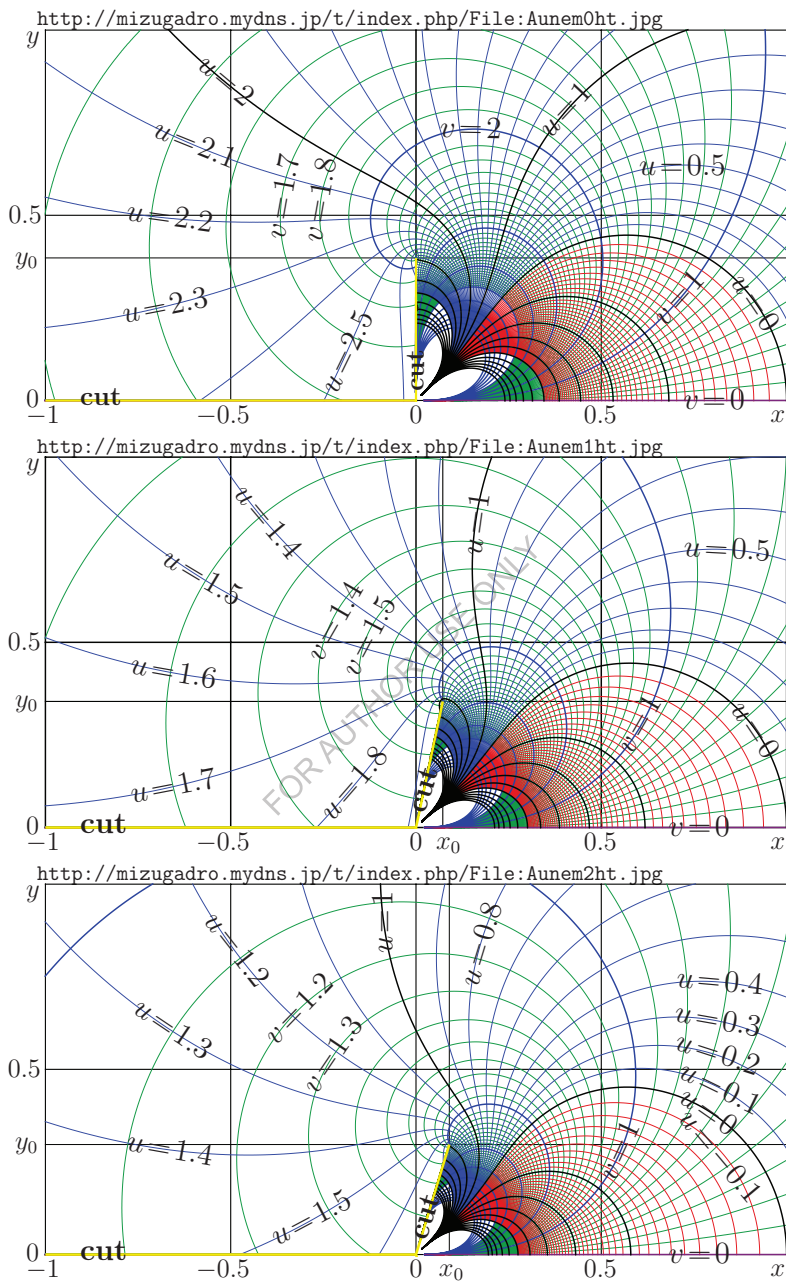 http://mizugadro.mydns.jp/t/index.php/File:Aunem0ht.jpg
y
u=2
u=1
v=2
u=2.1
v=1.7
v=1.8
u=0.5
0.5
u=2.2
y₀
u=2.3
v=1
u=0
u=2.5
cut
0
cut
v=0
−1
−0.5
0
0.5
x
http://mizugadro.mydns.jp/t/index.php/File:Aunem1ht.jpg
y
u=1.4
u=1
u=0.5
u=1.5
v=1.4
v=1.5
0.5
u=1.6
y₀
v=1
u=0
u=1.7
u=1.8
cut
0
cut
v=0
−1
−0.5
0
x₀
0.5
x
FOR AUTHOR USE ONLY
http://mizugadro.mydns.jp/t/index.php/File:Aunem2ht.jpg
y
u=1
u=0.8
u=1.2
v=1.2
u=0.4
u=1.3
v=1.3
u=0.3
u=0.2
0.5
u=0.1
u=0
y₀
u=1.4
v=1
u=−0.1
u=1.5
cut
0
cut
v=0
−1
−0.5
0
x₀
0.5
x